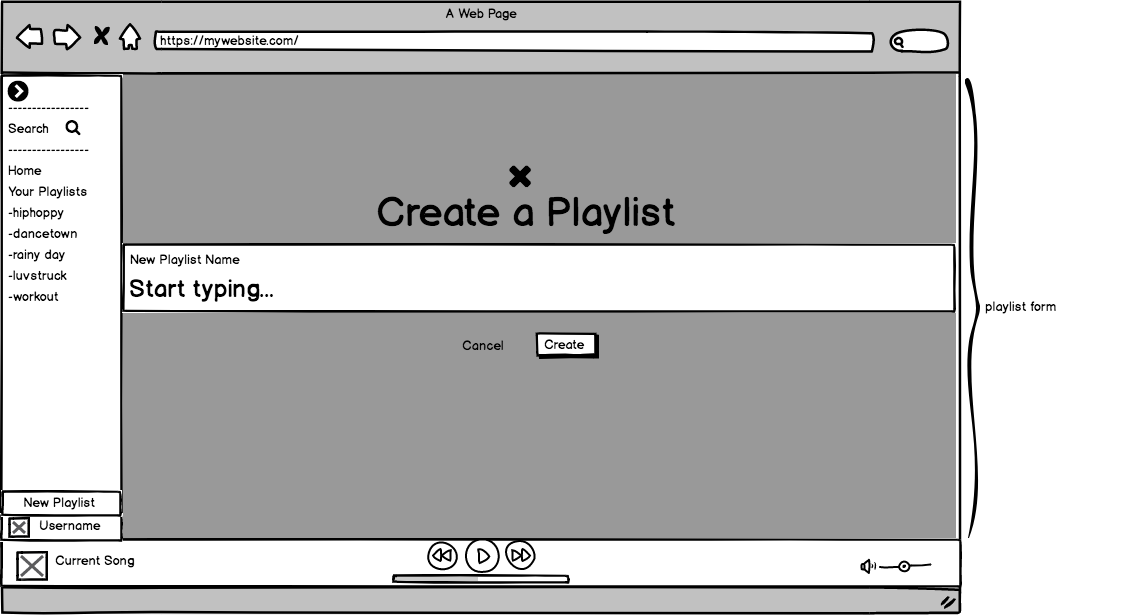 A Web Page
https://mywebsite.com/
-----------------
Search
-----------------
Home
Your Playlists
-hiphoppy
-dancetown
-rainy day
-luvstruck
-workout
Create a Playlist
New Playlist Name
Start typing...
Cancel
Create
playlist form
New Playlist
Username
Current Song